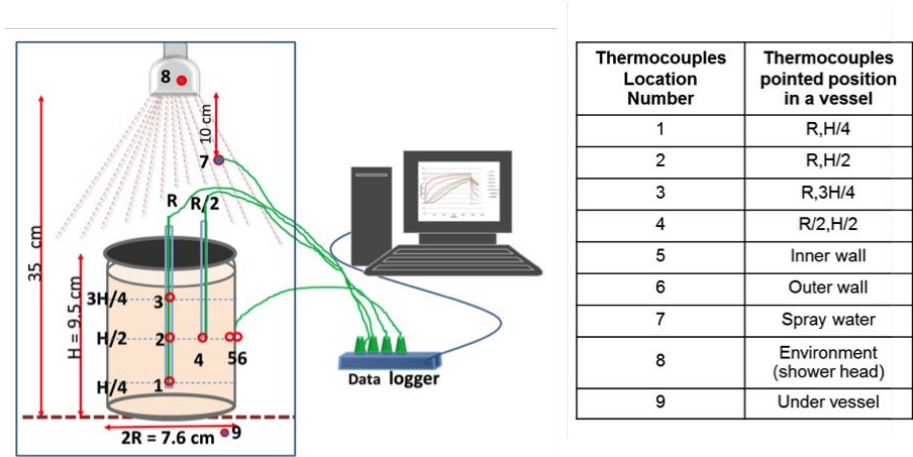 8
10 cm
7
R R/2
35 cm
H = 9.5 cm
3H/4 3
H/2 2 4 56
H/4 1
2R = 7.6 cm 9
Data logger
Thermocouples Location Number
Thermocouples pointed position in a vessel
1 R,H/4
2 R,H/2
3 R,3H/4
4 R/2,H/2
5 Inner wall
6 Outer wall
7 Spray water
8 Environment (shower head)
9 Under vessel